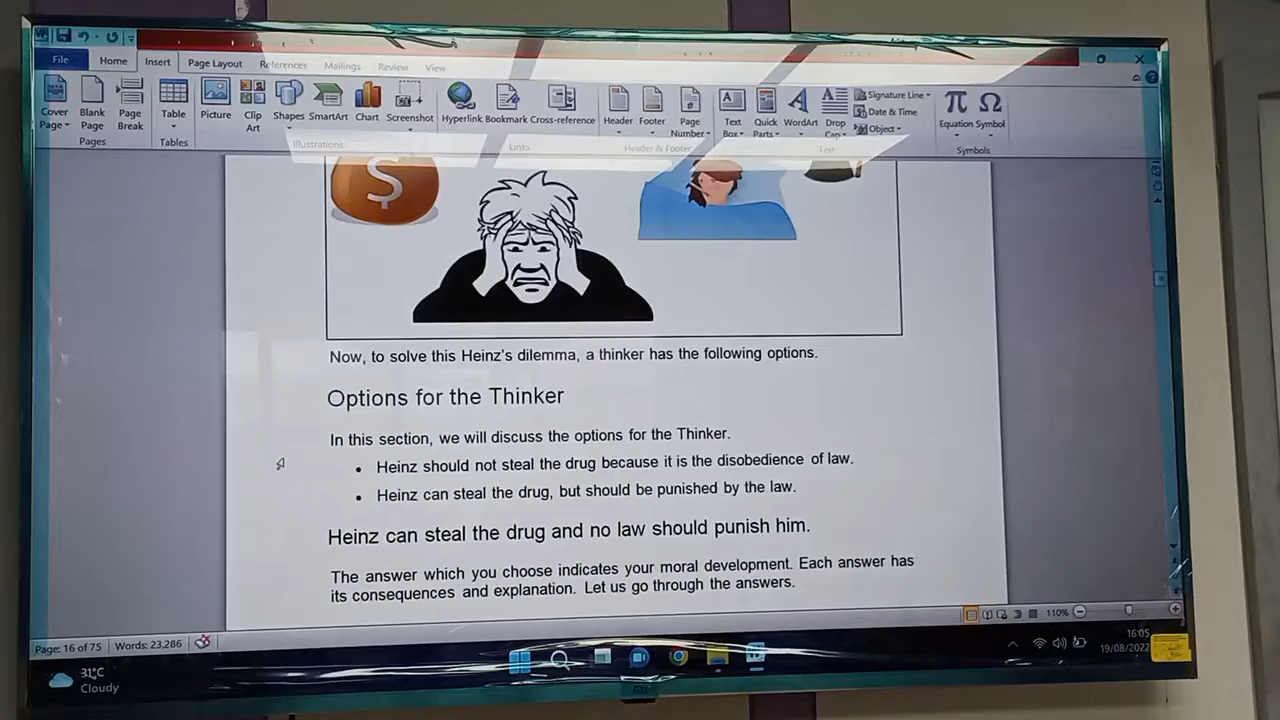 File Home Insert Page Layout References Mailings Review View
Cover Page Blank Page Page Break Table Picture Clip Art Shapes SmartArt Chart Screenshot Hyperlink Bookmark Cross-reference Header Footer Page Number Text Box Quick Parts WordArt Drop Cap Signature Line Date & Time Object Equation Symbol
Pages Tables Illustrations Links Header & Footer Text Symbols
$
Now, to solve this Heinz's dilemma, a thinker has the following options.
Options for the Thinker
In this section, we will discuss the options for the Thinker.
• Heinz should not steal the drug because it is the disobedience of law.
• Heinz can steal the drug, but should be punished by the law.
Heinz can steal the drug and no law should punish him.
The answer which you choose indicates your moral development. Each answer has
its consequences and explanation. Let us go through the answers.
Page: 16 of 75 Words: 23,286 110%
31°C
Cloudy
16:05
19/08/2022